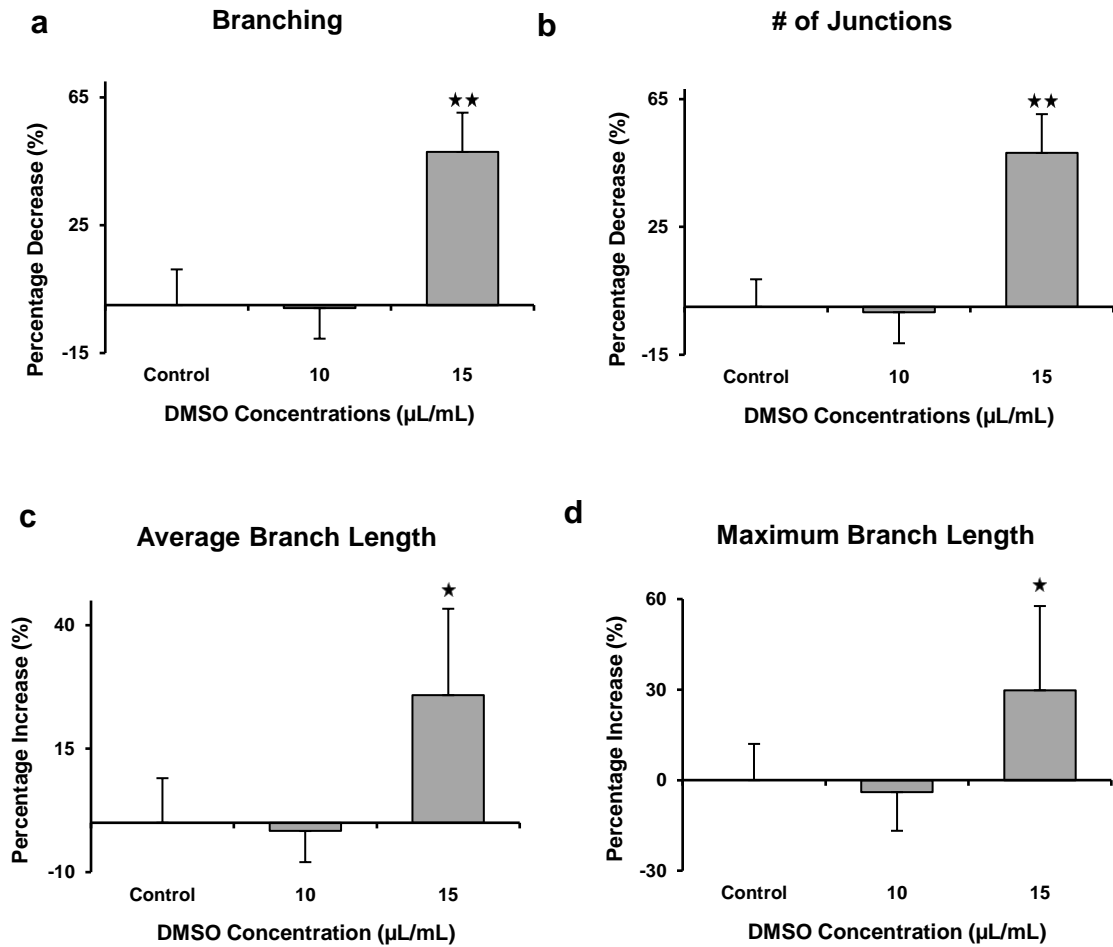 a
Branching
Percentage Decrease (%)
65
★★
25
-15
Control
10
15
DMSO Concentrations (µL/mL)
b
# of Junctions
Percentage Decrease (%)
65
★★
25
-15
Control
10
15
DMSO Concentrations (µL/mL)
c
Average Branch Length
Percentage Increase (%)
40
★
15
-10
Control
10
15
DMSO Concentration (µL/mL)
d
Maximum Branch Length
Percentage Increase (%)
60
★
30
0
-30
Control
10
15
DMSO Concentration (µL/mL)